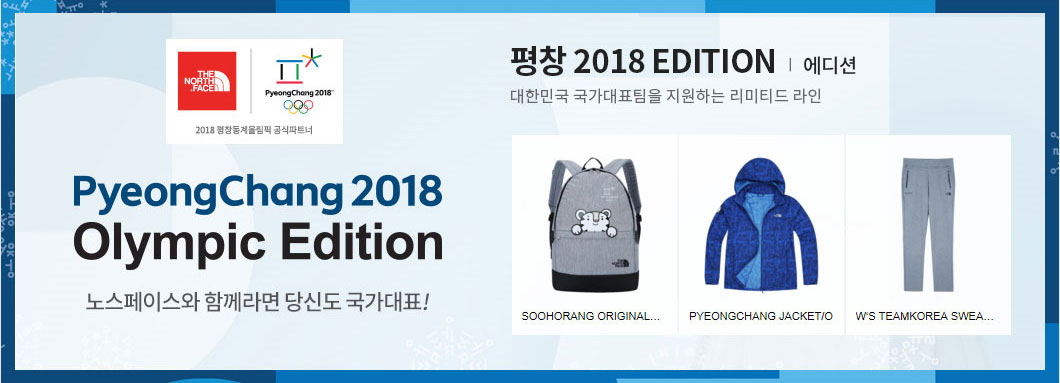 THE
NORTH
FACE
PyeongChang 2018™
2018 평창동계올림픽 공식파트너
PyeongChang 2018
Olympic Edition
노스페이스와 함께라면 당신도 국가대표!
평창 2018 EDITION | 에디션
대한민국 국가대표팀을 지원하는 리미티드 라인
SOOHORANG ORIGINAL...
PYEONGCHANG JACKET/O
W'S TEAMKOREA SWEA...